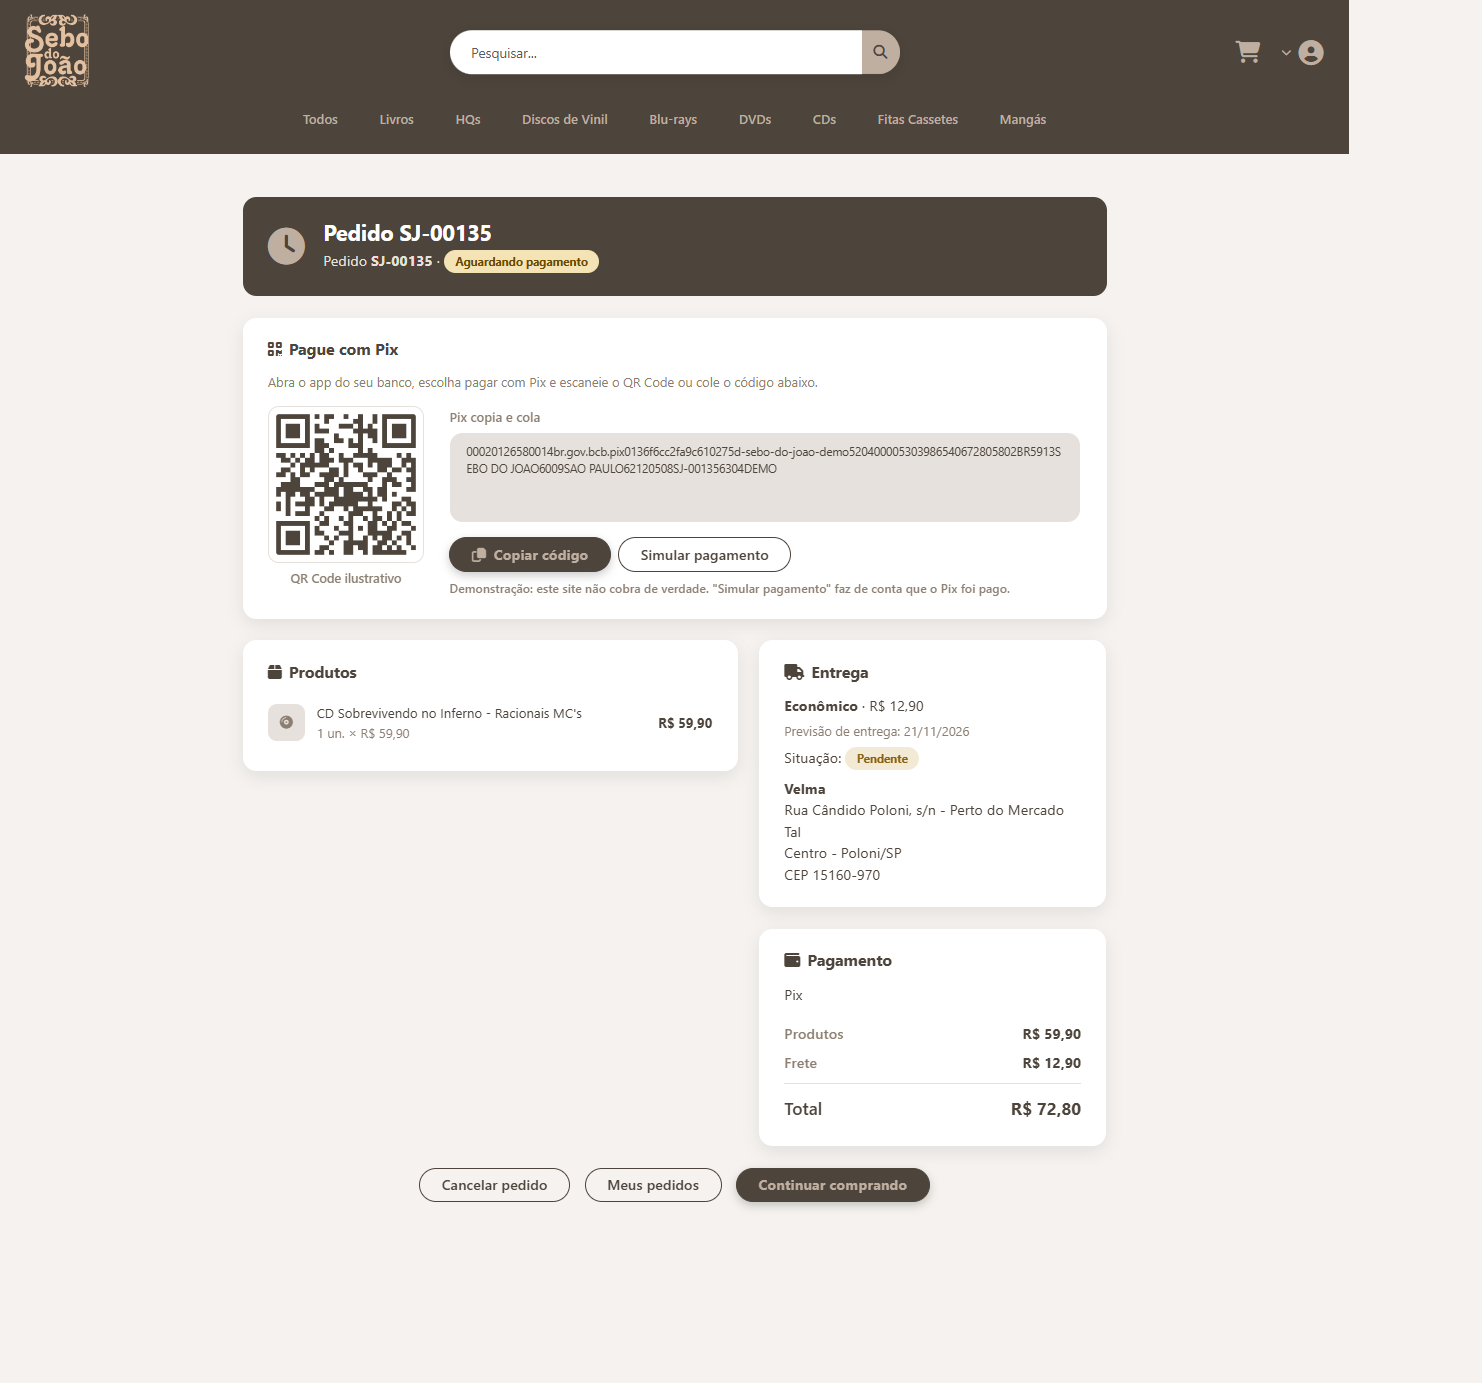 Sebo
do
João
Pesquisar...
Todos
Livros
HQs
Discos de Vinil
Blu-rays
DVDs
CDs
Fitas Cassetes
Mangás
Pedido SJ-00135
Pedido SJ-00135 · Aguardando pagamento
Pague com Pix
Abra o app do seu banco, escolha pagar com Pix e escaneie o QR Code ou cole o código abaixo.
QR Code ilustrativo
Pix copia e cola
00020126580014br.gov.bcb.pix0136f6cc2fa9c610275d-sebo-do-joao-demo520400005303986540672805802BR5913S
EBO DO JOAO6009SAO PAULO62120508SJ-001356304DEMO
Copiar código
Simular pagamento
Demonstração: este site não cobra de verdade. "Simular pagamento" faz de conta que o Pix foi pago.
Produtos
CD Sobrevivendo no Inferno - Racionais MC's
1 un. × R$ 59,90
R$ 59,90
Entrega
Econômico · R$ 12,90
Previsão de entrega: 21/11/2026
Situação: Pendente
Velma
Rua Cândido Poloni, s/n - Perto do Mercado
Tal
Centro - Poloni/SP
CEP 15160-970
Pagamento
Pix
Produtos R$ 59,90
Frete R$ 12,90
Total R$ 72,80
Cancelar pedido
Meus pedidos
Continuar comprando